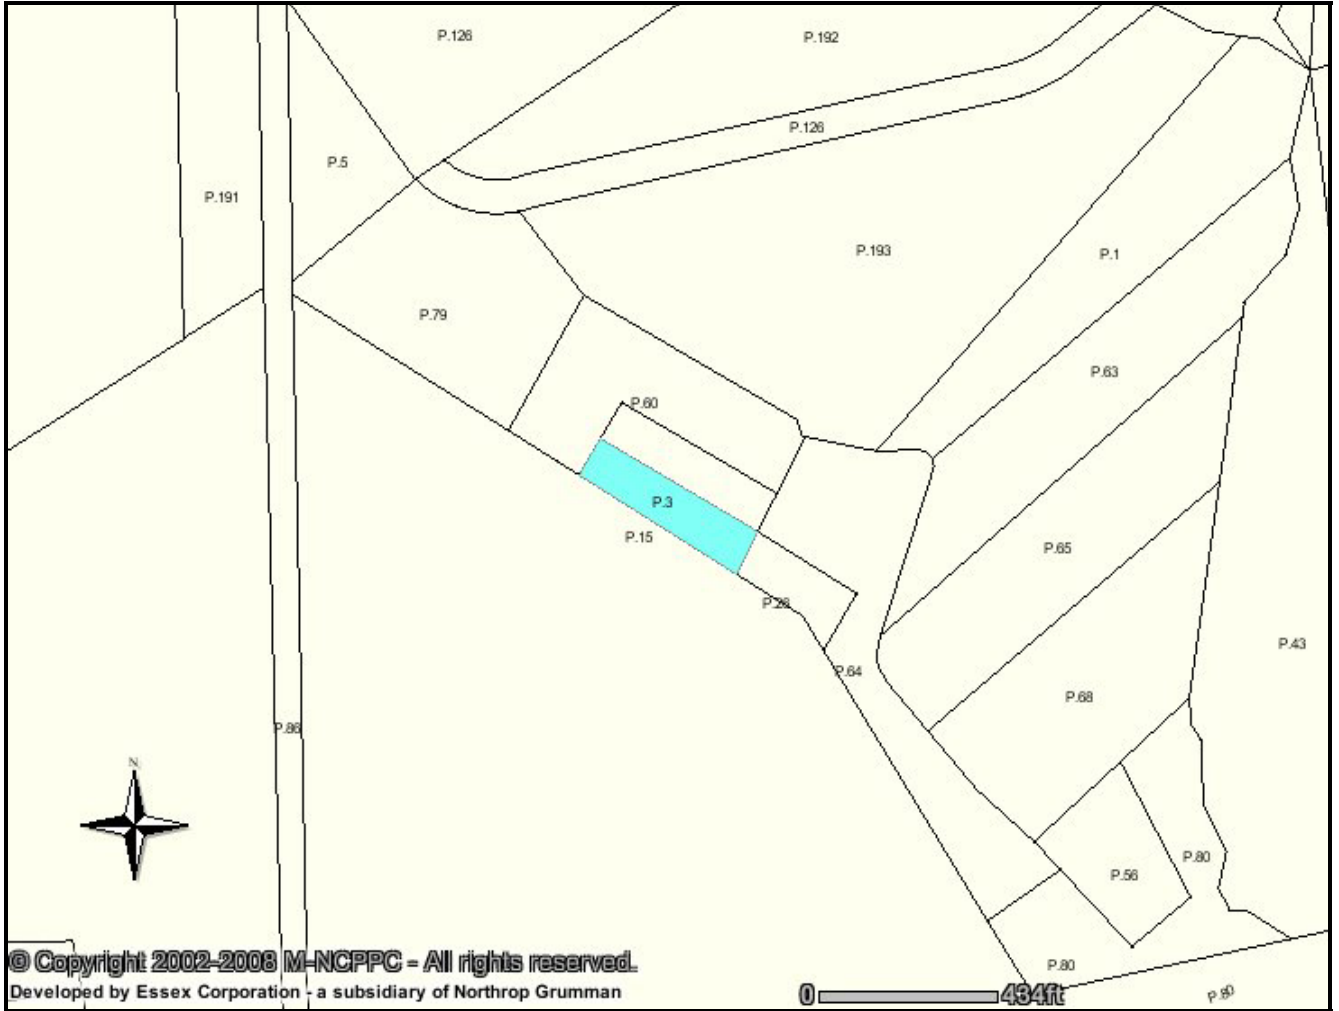 P.126
P.192
P.126
P.5
P.191
P.193
P.1
P.79
P.63
P.60
P.3
P.15
P.65
P.28
P.43
P.64
P.68
P.86
N
P.80
P.56
P.80
P.80
© Copyright 2002-2008 M-NCPPC - All rights reserved.
Developed by Essex Corporation - a subsidiary of Northrop Grumman
0 434ft